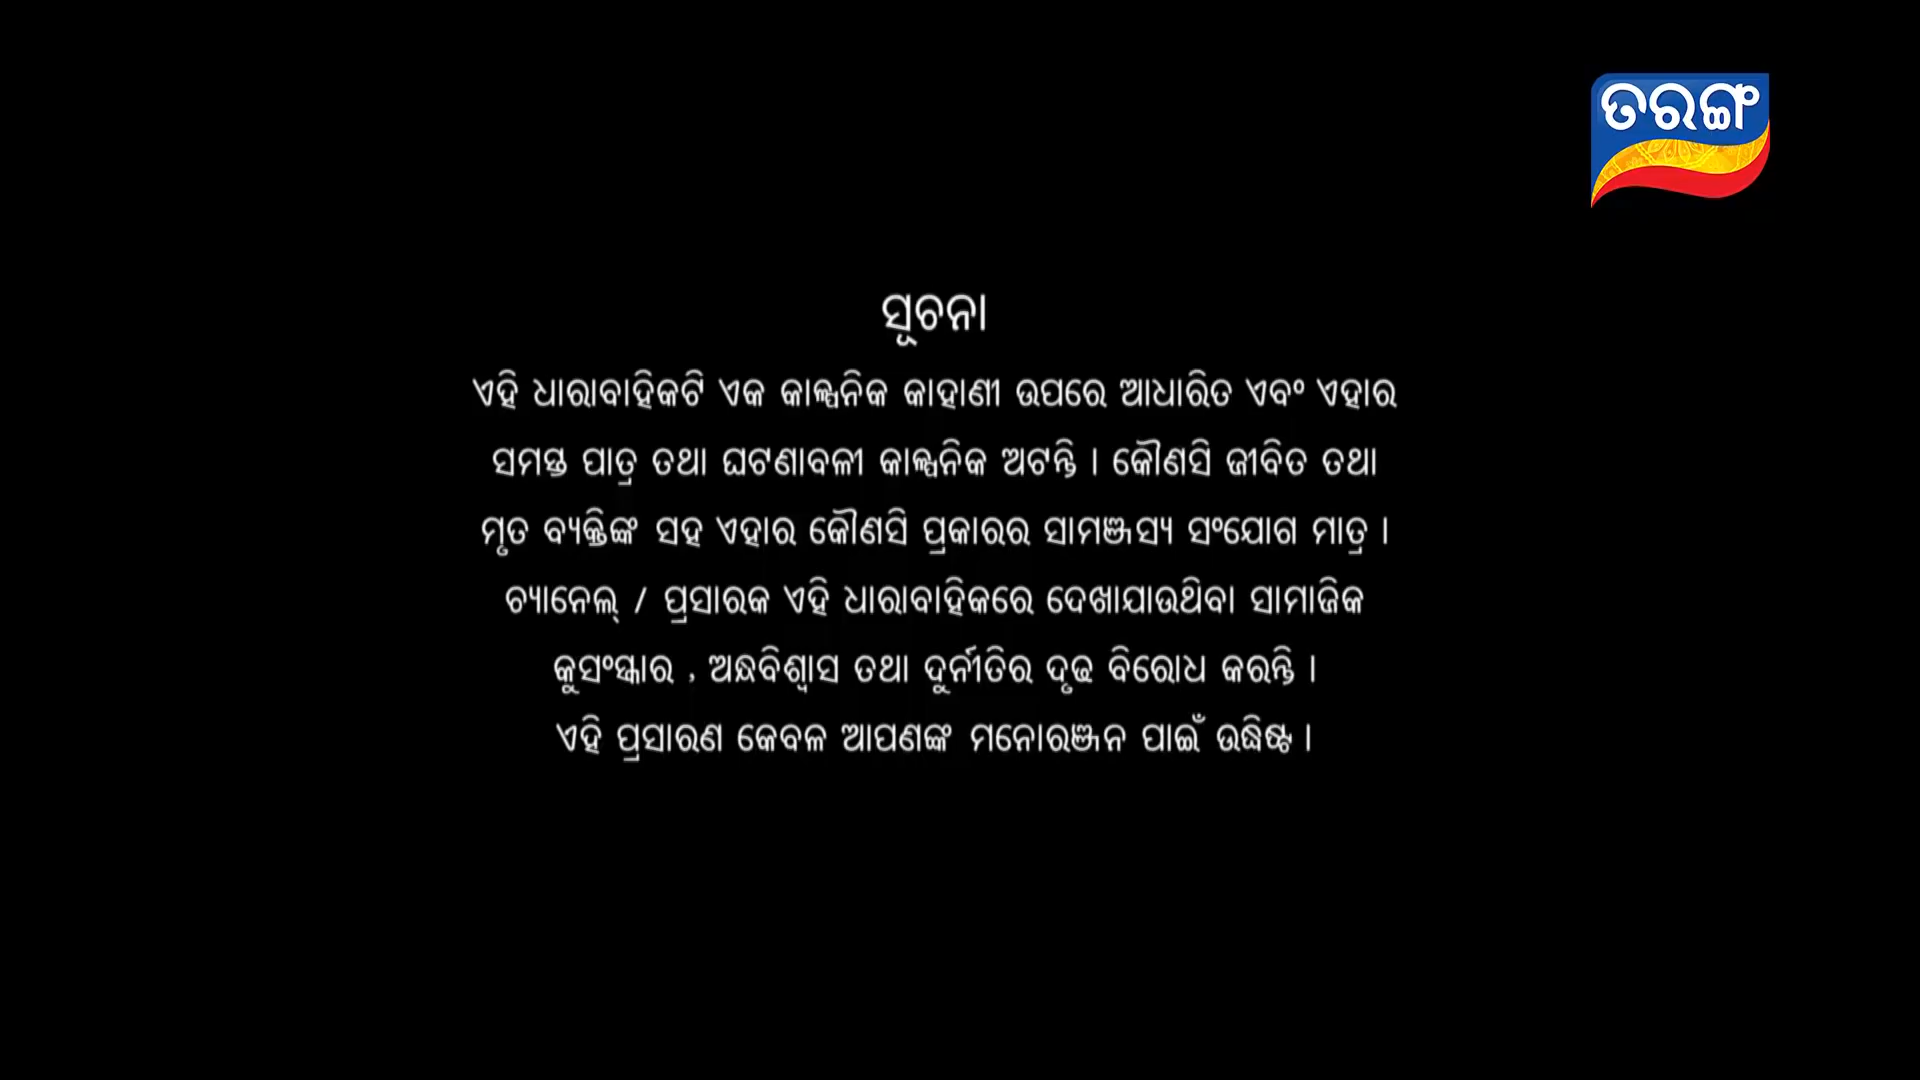 ତରଙ୍ଗ
ସୂଚନା
ଏହି ଧାରାବାହିକଟି ଏକ କାଳ୍ପନିକ କାହାଣୀ ଉପରେ ଆଧାରିତ ଏବଂ ଏହାର
ସମସ୍ତ ପାତ୍ର ତଥା ଘଟଣାବଳୀ କାଳ୍ପନିକ ଅଟନ୍ତି । କୌଣସି ଜୀବିତ ତଥା
ମୃତ ବ୍ୟକ୍ତିଙ୍କ ସହ ଏହାର କୌଣସି ପ୍ରକାରର ସାମଞ୍ଜସ୍ୟ ସଂଯୋଗ ମାତ୍ର ।
ଚ୍ୟାନେଲ୍ / ପ୍ରସାରକ ଏହି ଧାରାବାହିକରେ ଦେଖାଯାଉଥିବା ସାମାଜିକ
କୁସଂସ୍କାର , ଅନ୍ଧବିଶ୍ୱାସ ତଥା ଦୁର୍ନୀତିର ଦୃଢ ବିରୋଧ କରନ୍ତି ।
ଏହି ପ୍ରସାରଣ କେବଳ ଆପଣଙ୍କ ମନୋରଞ୍ଜନ ପାଇଁ ଉଦ୍ଧିଷ୍ଟ ।